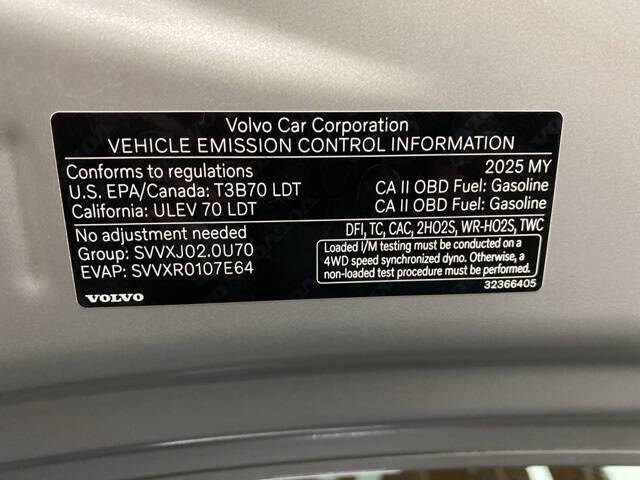 Volvo Car Corporation
VEHICLE EMISSION CONTROL INFORMATION
Conforms to regulations 2025 MY
U.S. EPA/Canada: T3B70 LDT CA II OBD Fuel: Gasoline
California: ULEV 70 LDT CA II OBD Fuel: Gasoline
No adjustment needed DFI, TC, CAC, 2HO2S, WR-HO2S, TWC
Group: SVVXJ02.0U70
EVAP: SVVXR0107E64
Loaded I/M testing must be conducted on a
4WD speed synchronized dyno. Otherwise, a
non-loaded test procedure must be performed.
VOLVO 32366405